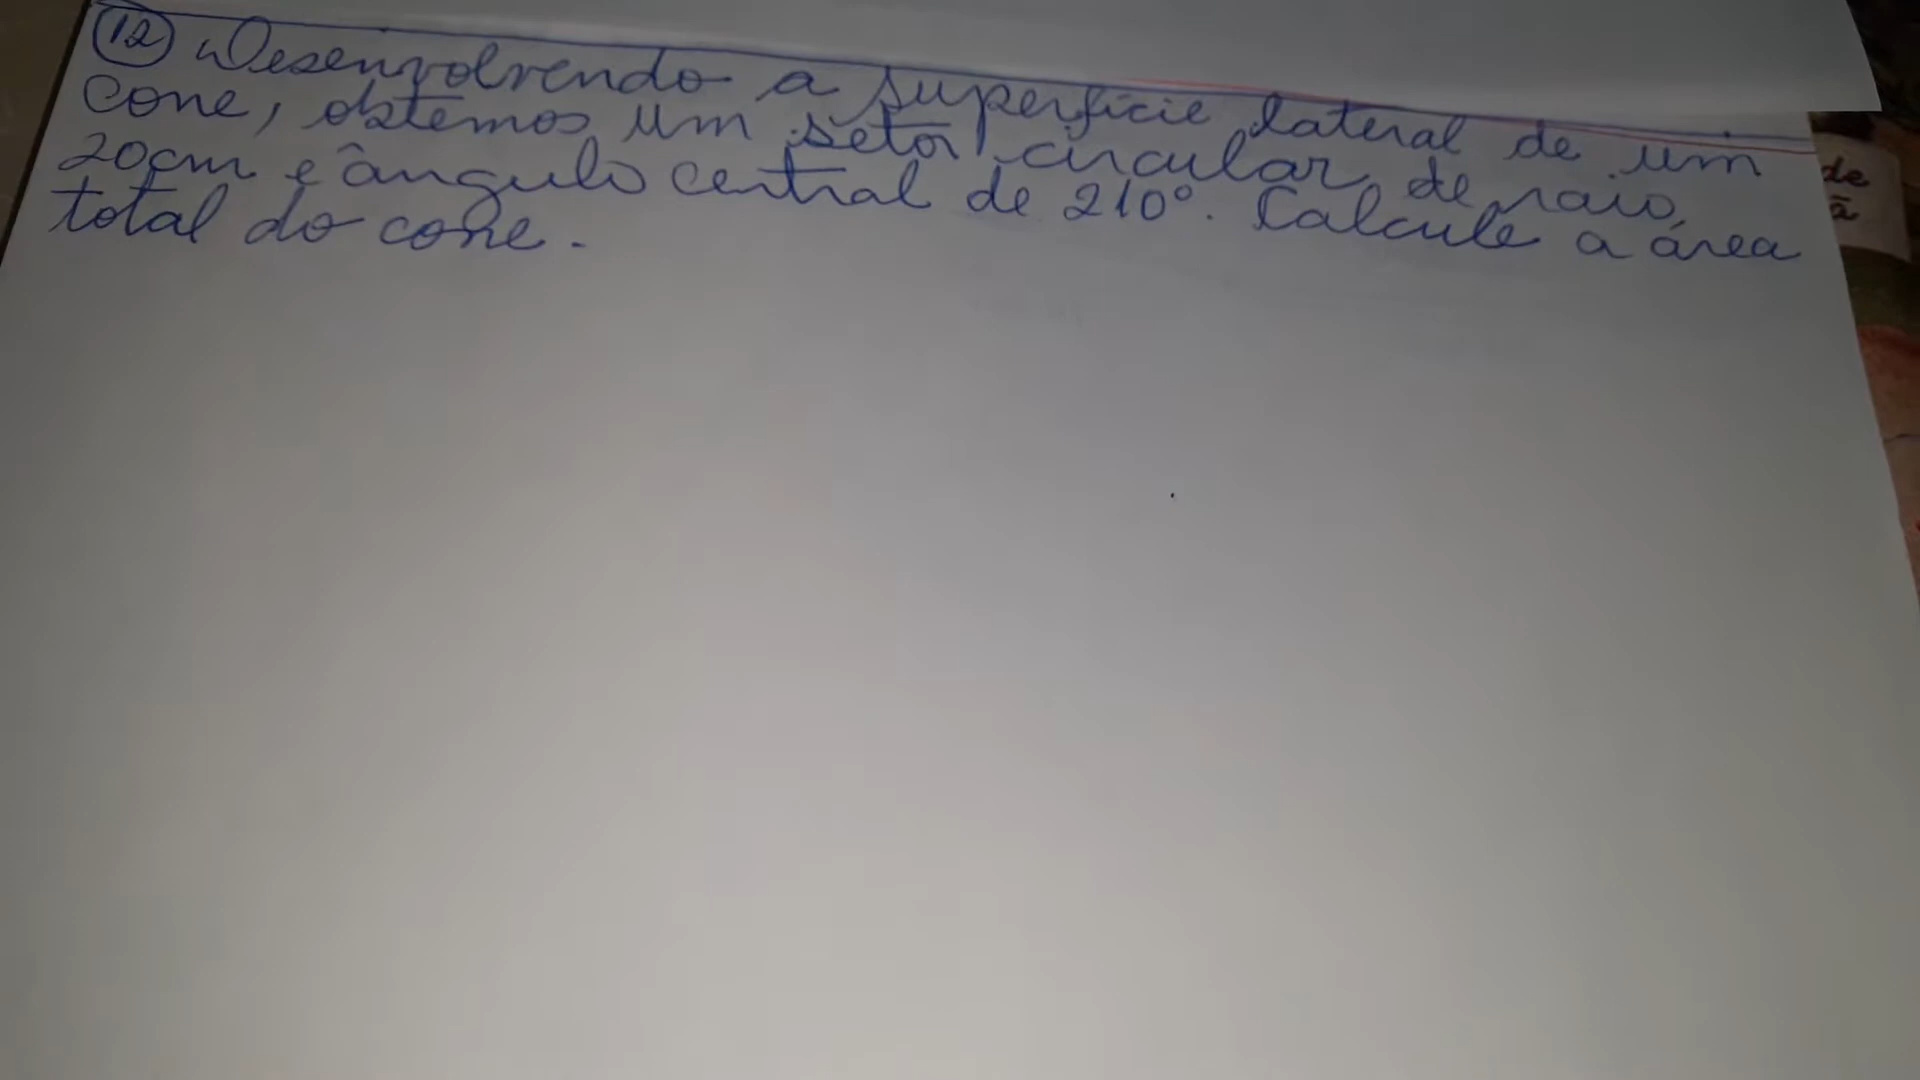 12 Desenvolvendo a superfície lateral de um
cone, obtemos um setor circular de raio
20cm e ângulo central de 210°. Calcule a área
total do cone.
de
ã